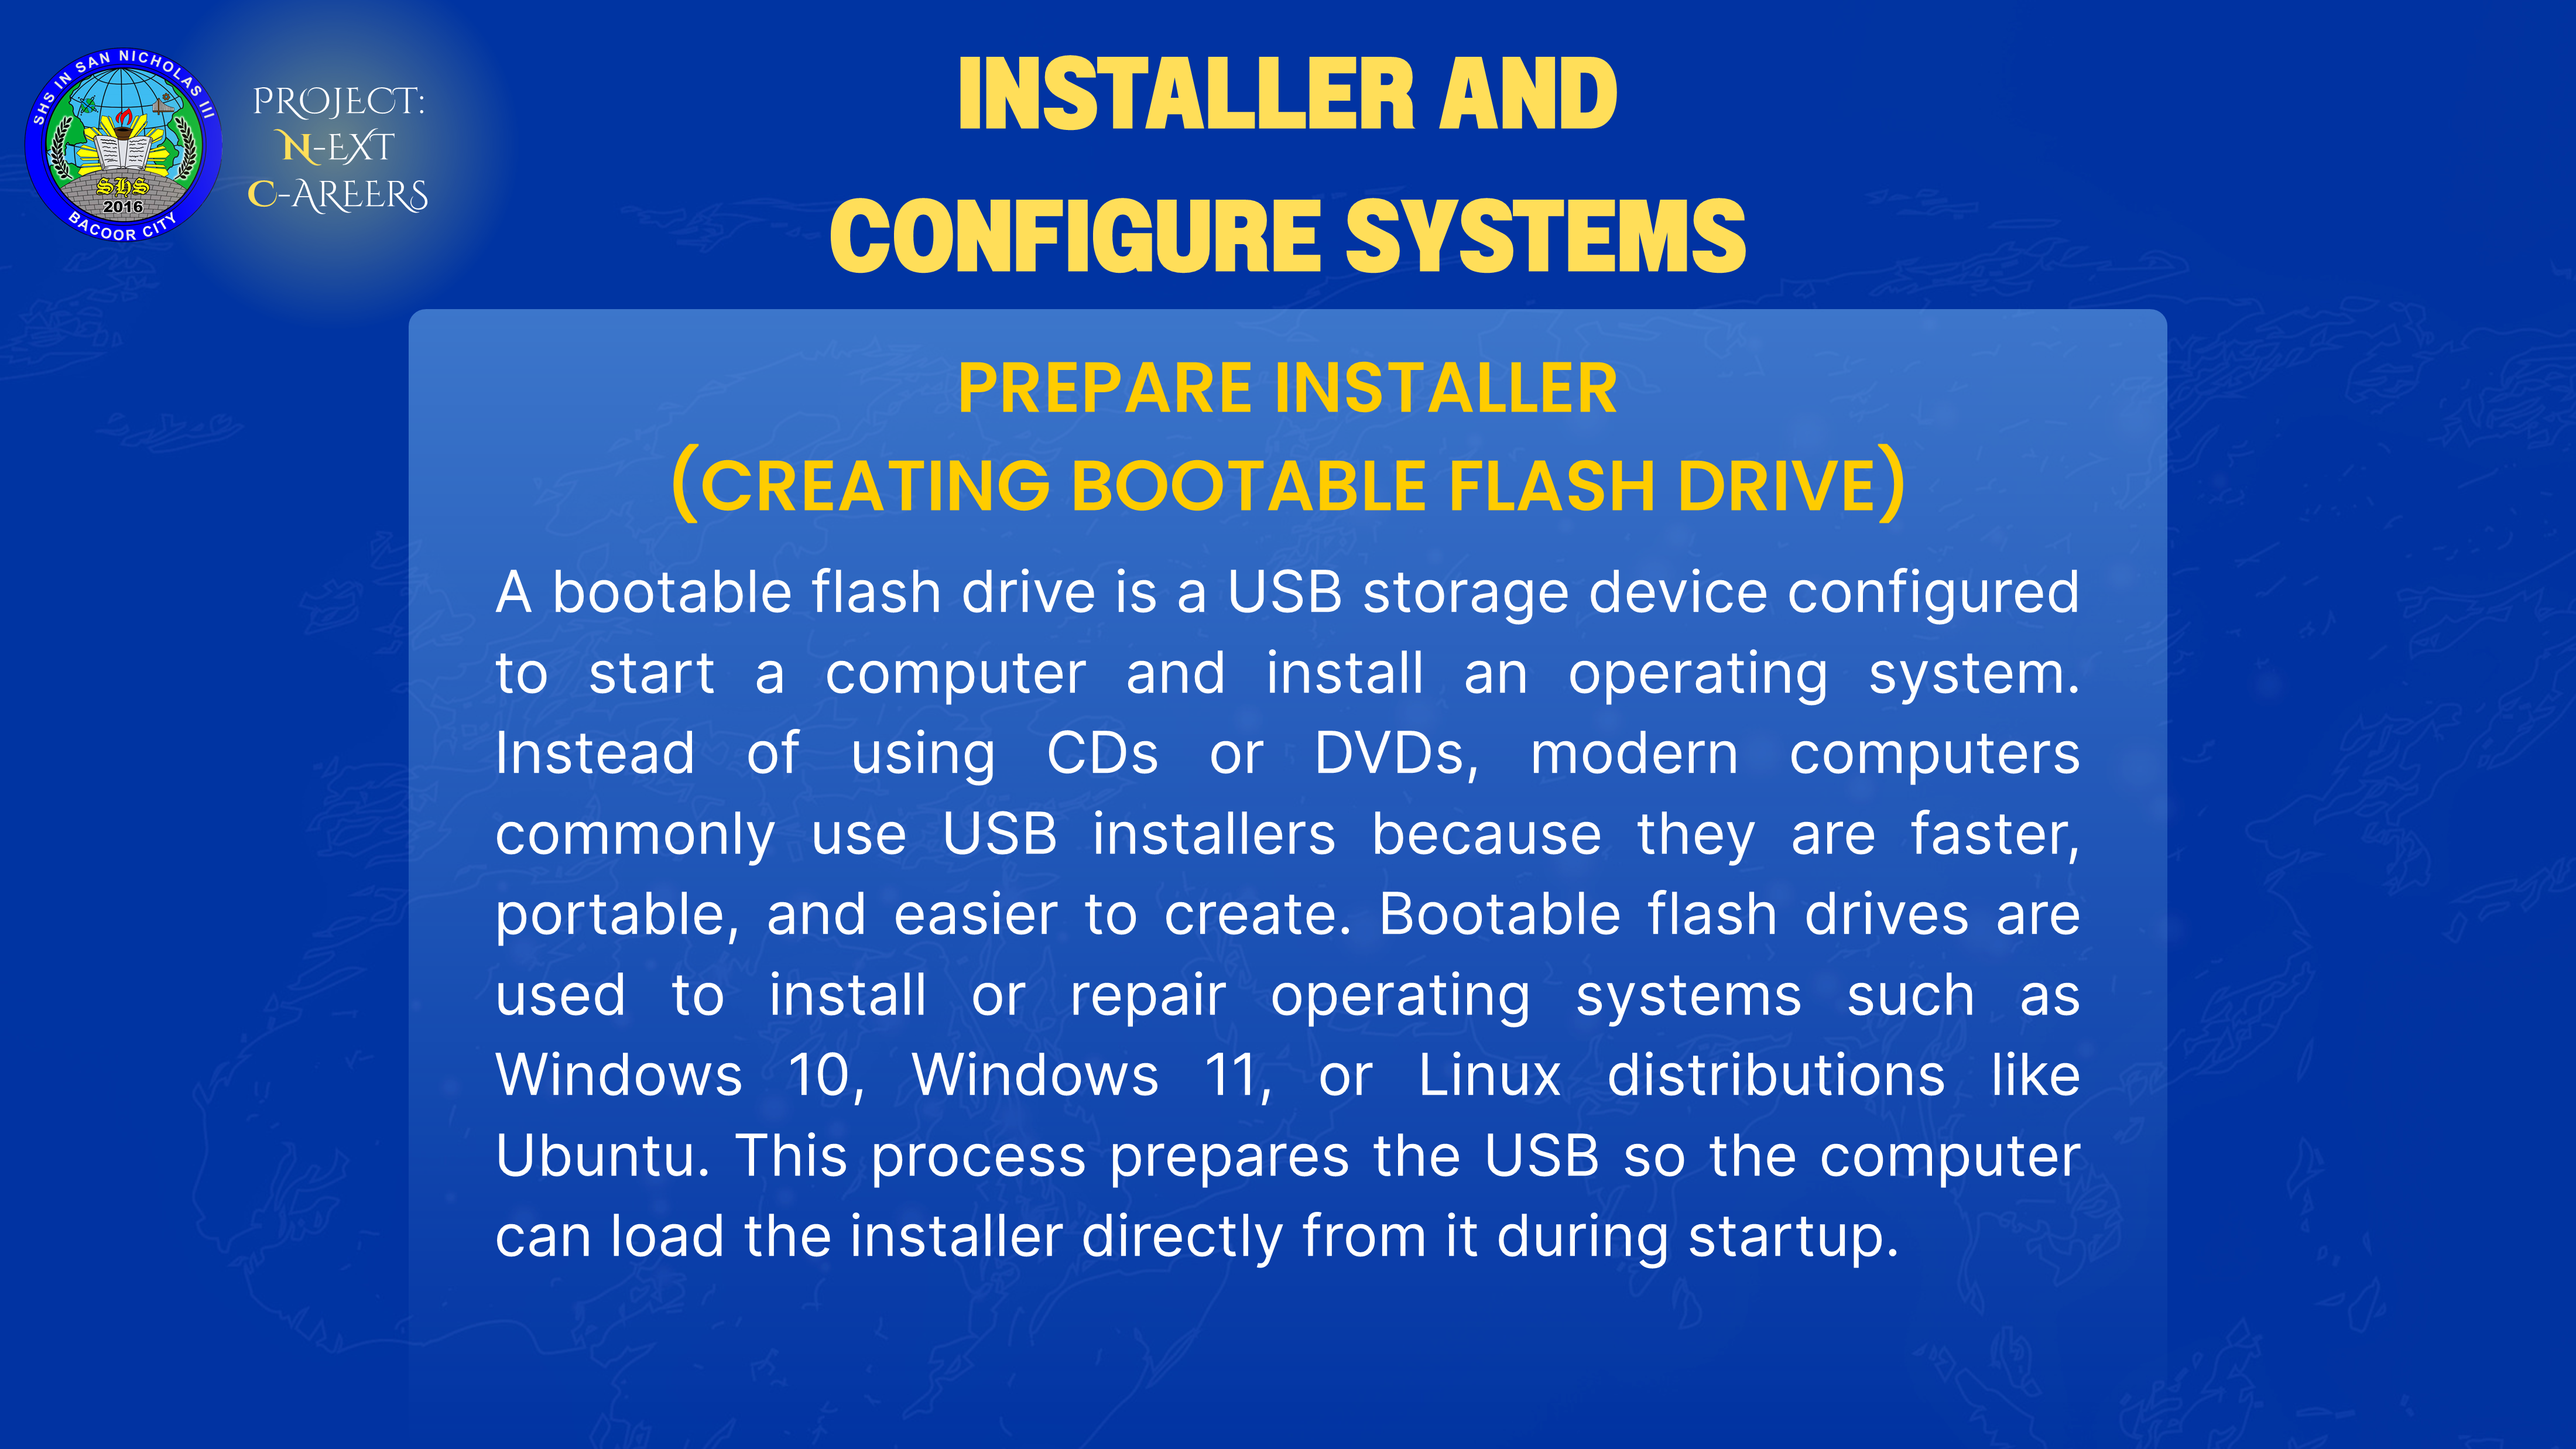 SHS IN SAN NICHOLAS III
SHS
2016
BACOOR CITY
PROJECT:
N-EXT
C-AREERS
INSTALLER AND
CONFIGURE SYSTEMS
PREPARE INSTALLER
(CREATING BOOTABLE FLASH DRIVE)
A bootable flash drive is a USB storage device configured
to start a computer and install an operating system.
Instead of using CDs or DVDs, modern computers
commonly use USB installers because they are faster,
portable, and easier to create. Bootable flash drives are
used to install or repair operating systems such as
Windows 10, Windows 11, or Linux distributions like
Ubuntu. This process prepares the USB so the computer
can load the installer directly from it during startup.